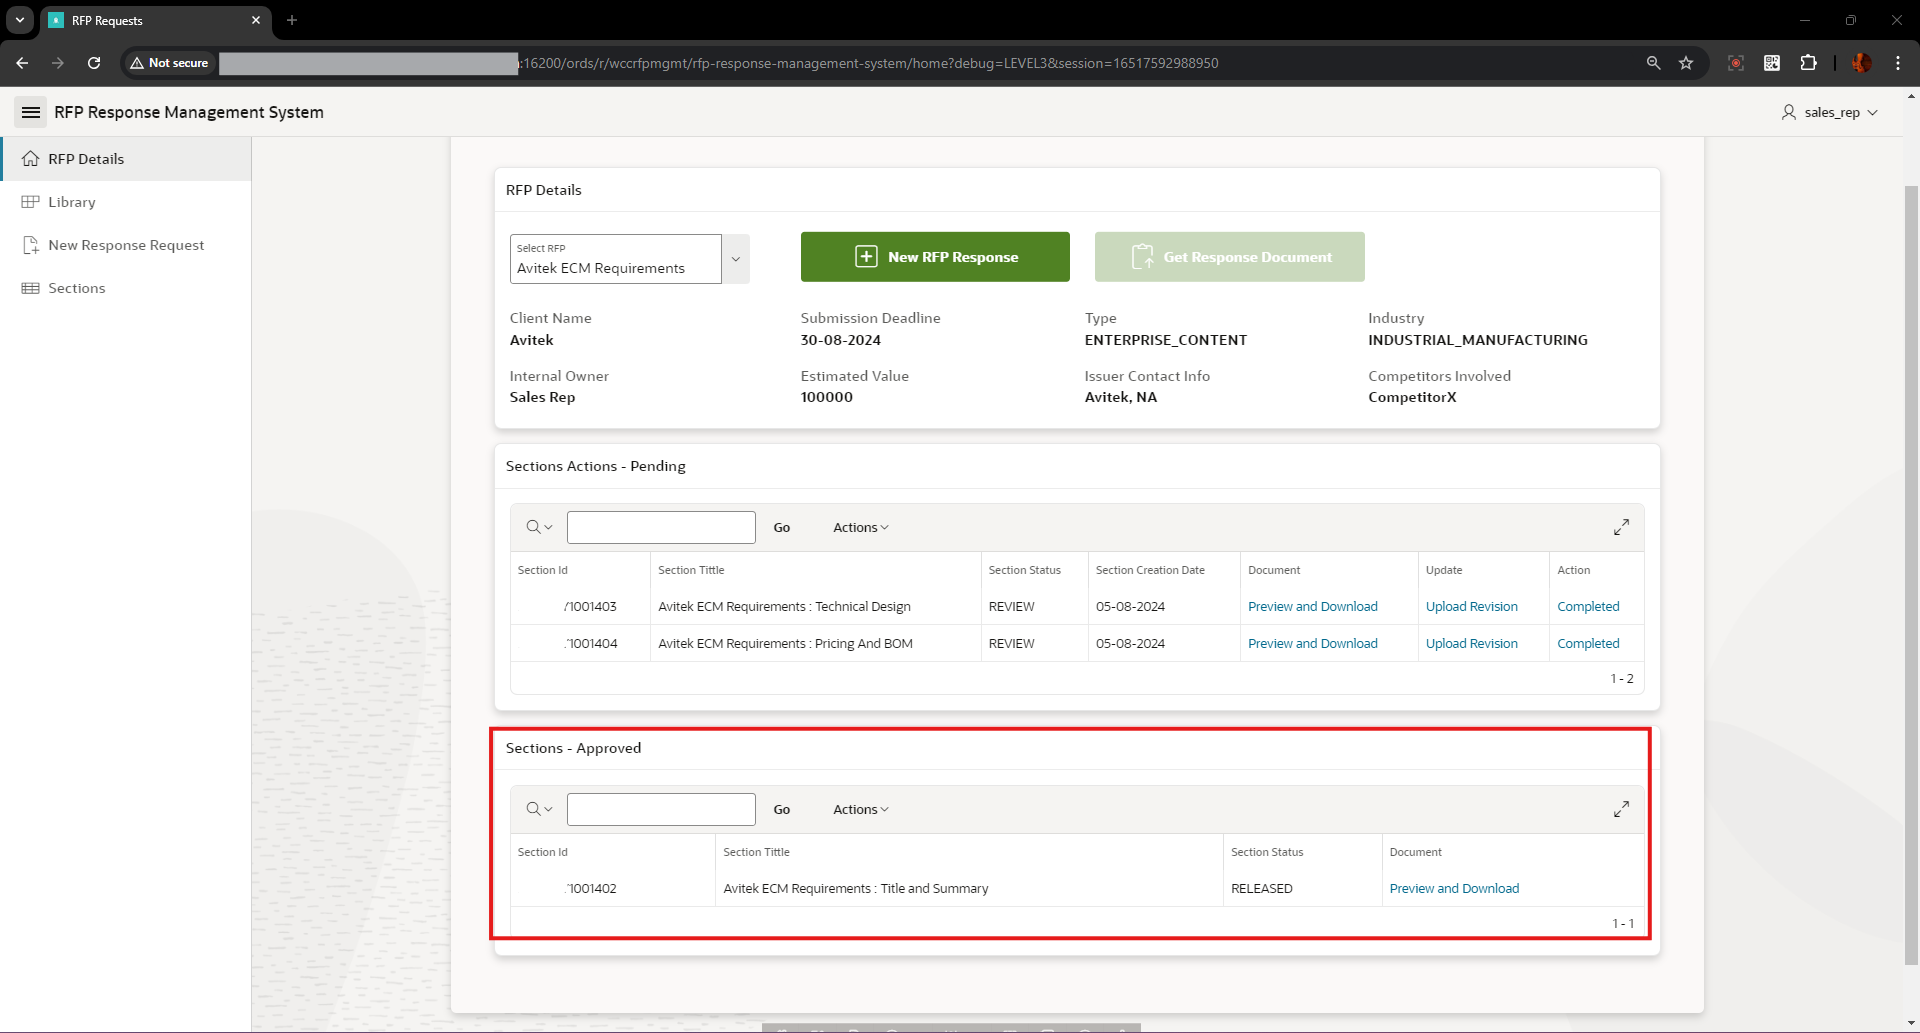 RFP Requests
Not secure
:16200/ords/r/wccrfpmgmt/rfp-response-management-system/home?debug=LEVEL3&session=16517592988950
RFP Response Management System
sales_rep
RFP Details
Library
New Response Request
Sections
RFP Details
Select RFP
Avitek ECM Requirements
New RFP Response
Get Response Document
Client Name
Avitek
Submission Deadline
30-08-2024
Type
ENTERPRISE_CONTENT
Industry
INDUSTRIAL_MANUFACTURING
Internal Owner
Sales Rep
Estimated Value
100000
Issuer Contact Info
Avitek, NA
Competitors Involved
CompetitorX
Sections Actions - Pending
Go Actions
Section Id Section Tittle Section Status Section Creation Date Document Update Action
1001403 Avitek ECM Requirements : Technical Design REVIEW 05-08-2024 Preview and Download Upload Revision Completed
1001404 Avitek ECM Requirements : Pricing And BOM REVIEW 05-08-2024 Preview and Download Upload Revision Completed
1 - 2
Sections - Approved
Go Actions
Section Id Section Tittle Section Status Document
1001402 Avitek ECM Requirements : Title and Summary RELEASED Preview and Download
1 - 1